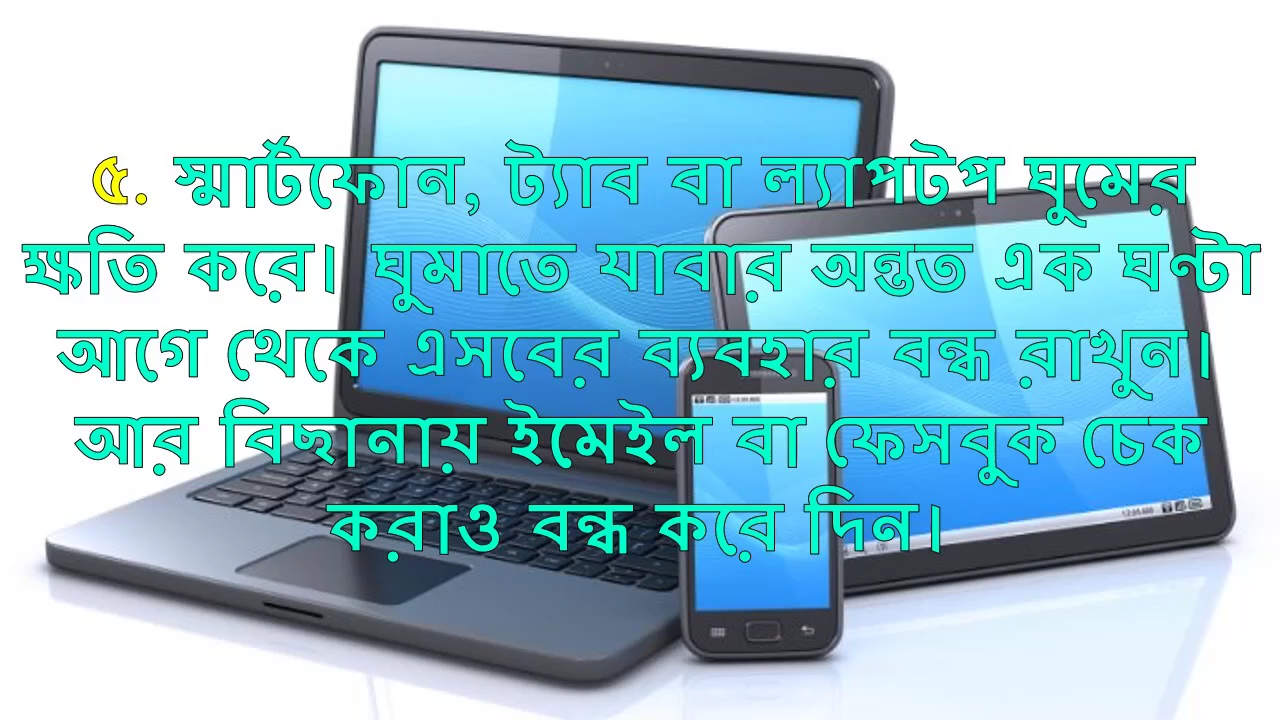 ৫. স্মার্টফোন, ট্যাব বা ল্যাপটপ ঘুমের
ক্ষতি করে। ঘুমাতে যাবার অন্তত এক ঘণ্টা
আগে থেকে এসবের ব্যবহার বন্ধ রাখুন।
আর বিছানায় ইমেইল বা ফেসবুক চেক
করাও বন্ধ করে দিন।